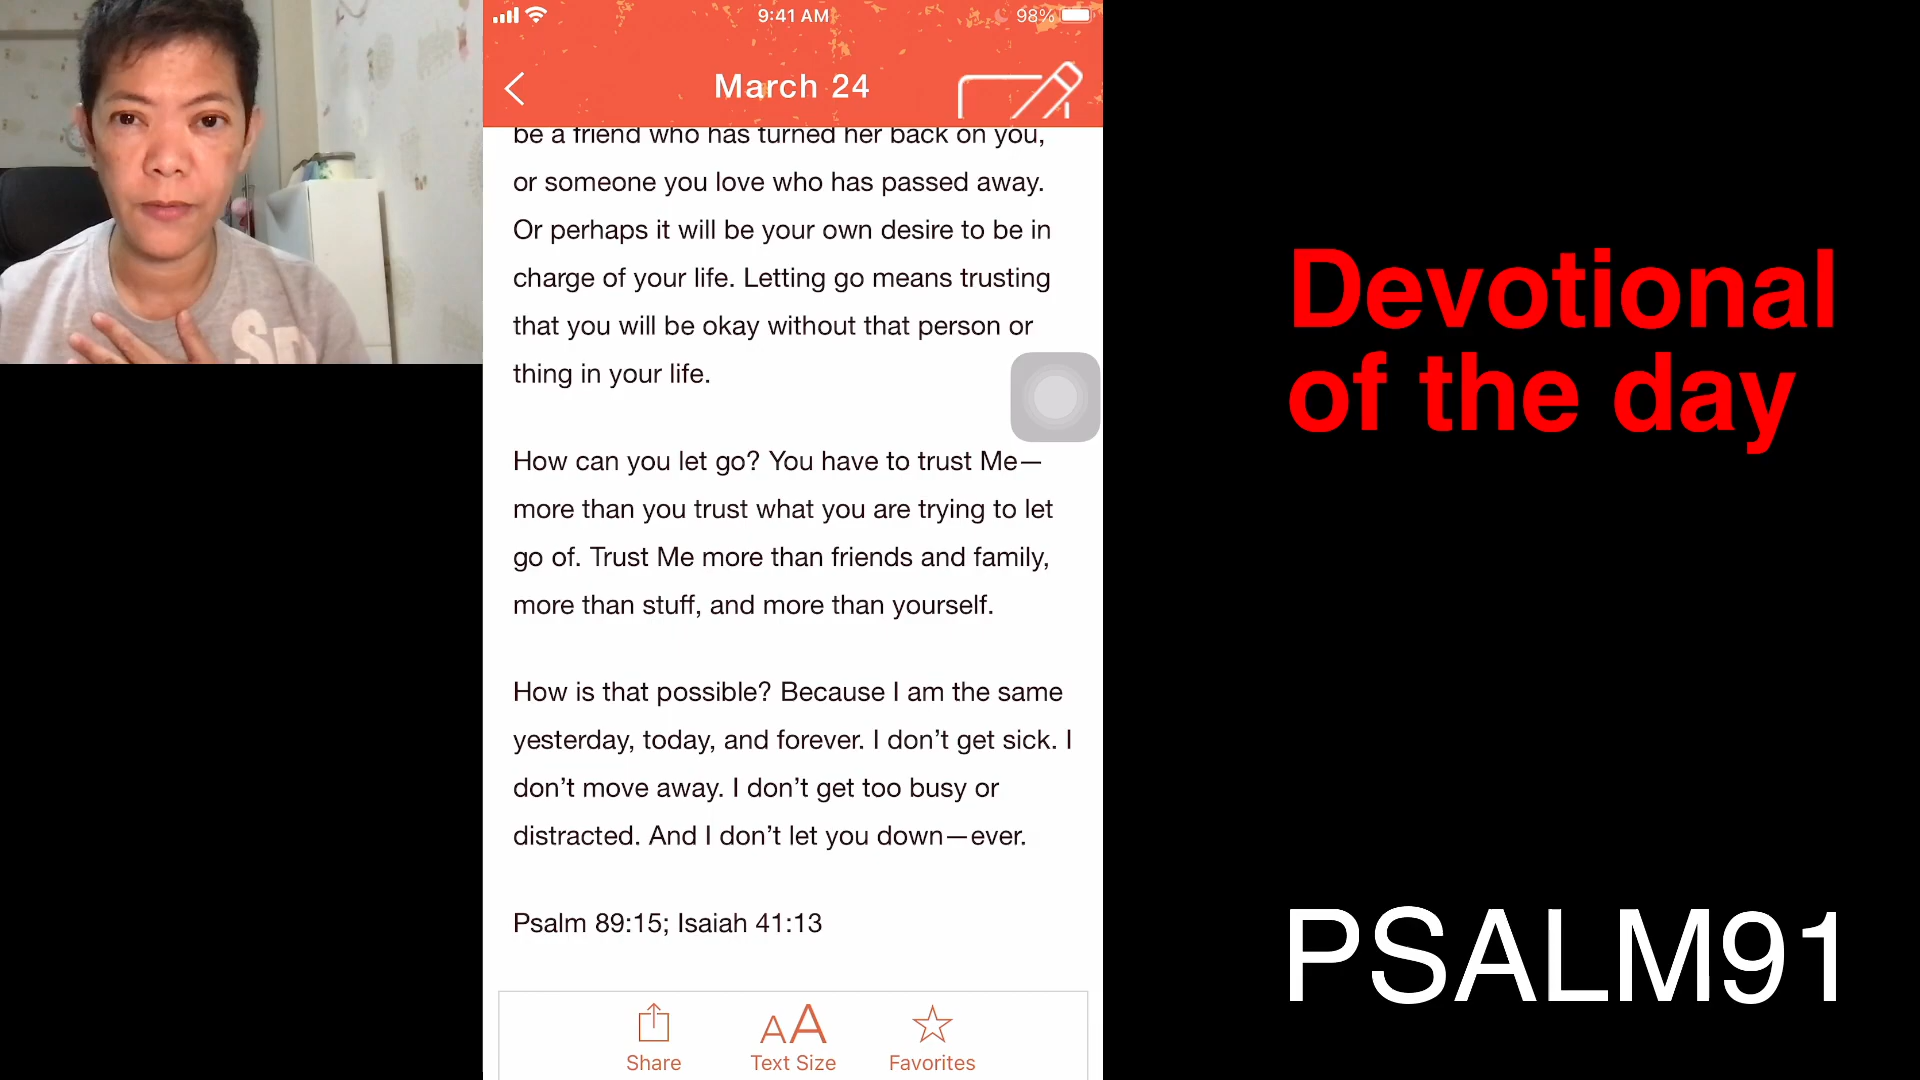 9:41 AM
98%
March 24
be a friend who has turned her back on you,
or someone you love who has passed away.
Or perhaps it will be your own desire to be in
charge of your life. Letting go means trusting
that you will be okay without that person or
thing in your life.
How can you let go? You have to trust Me—
more than you trust what you are trying to let
go of. Trust Me more than friends and family,
more than stuff, and more than yourself.
How is that possible? Because I am the same
yesterday, today, and forever. I don’t get sick. I
don’t move away. I don’t get too busy or
distracted. And I don’t let you down—ever.
Psalm 89:15; Isaiah 41:13
AA
Share
Text Size
Favorites
Devotional
of the day
PSALM91